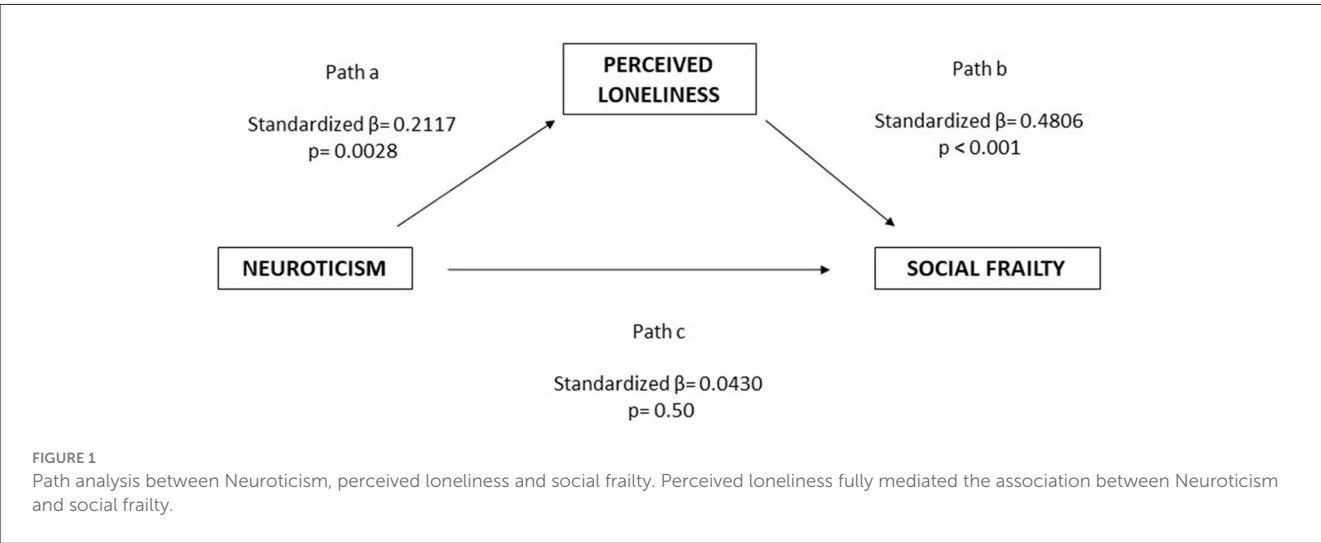 Path a
Standardized β= 0.2117
p= 0.0028
PERCEIVED
LONELINESS
Path b
Standardized β= 0.4806
p < 0.001
NEUROTICISM
SOCIAL FRAILTY
Path c
Standardized β= 0.0430
p= 0.50
FIGURE 1
Path analysis between Neuroticism, perceived loneliness and social frailty. Perceived loneliness fully mediated the association between Neuroticism
and social frailty.